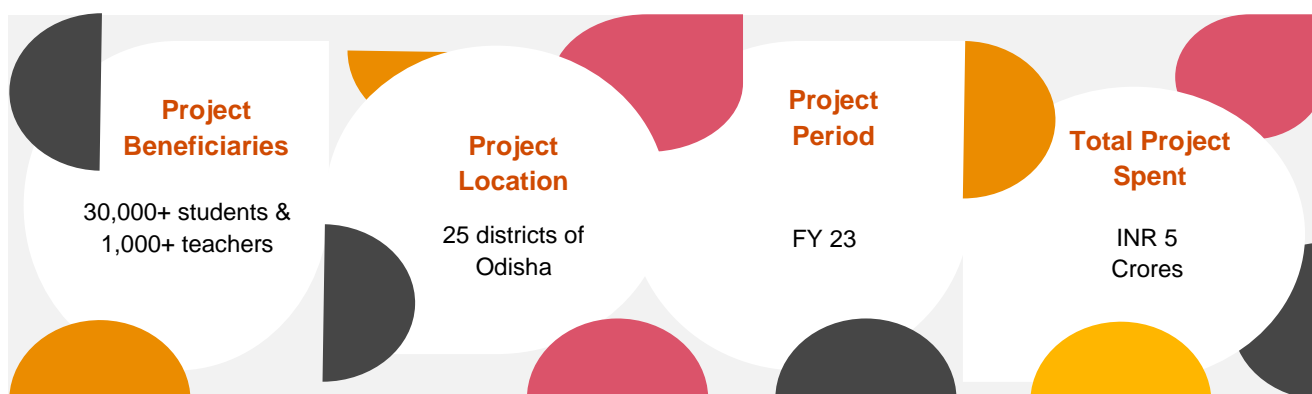 Project
Beneficiaries
30,000+ students &
1,000+ teachers
Project
Location
25 districts of
Odisha
Project
Period
FY 23
Total Project
Spent
INR 5
Crores